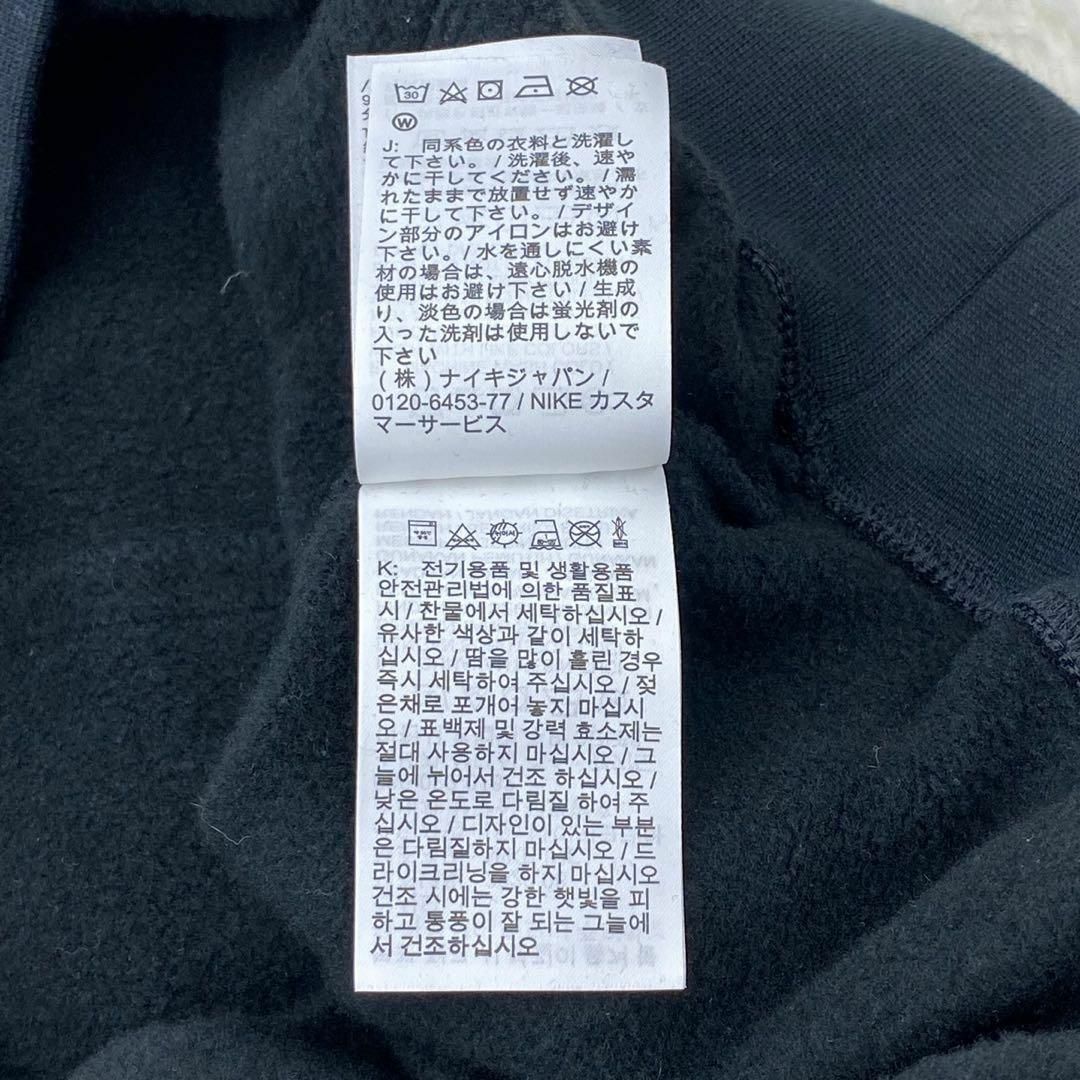 30
W
J: 同系色の衣料と洗濯し
て下さい。/ 洗濯後、速や
かに干してください。/ 濡
れたままで放置せず速やか
に干して下さい。/ デザイ
ン部分のアイロンはお避け
下さい。/ 水を通しにくい素
材の場合は、遠心脱水機の
使用はお避け下さい / 生成
り、淡色の場合は蛍光剤の
入った洗剤は使用しないで
下さい
(株)ナイキジャパン /
0120-6453-77 / NIKE カスタ
マーサービス
K: 전기용품 및 생활용품
안전관리법에 의한 품질표
시 / 찬물에서 세탁하십시오 /
유사한 색상과 같이 세탁하
십시오 / 땀을 많이 흘린 경우
즉시 세탁하여 주십시오 / 젖
은채로 포개어 놓지 마십시
오 / 표백제 및 강력 효소제는
절대 사용하지 마십시오 / 그
늘에 뉘어서 건조 하십시오 /
낮은 온도로 다림질 하여 주
십시오 / 디자인이 있는 부분
은 다림질하지 마십시오 / 드
라이크리닝을 하지 마십시오
건조 시에는 강한 햇빛을 피
하고 통풍이 잘 되는 그늘에
서 건조하십시오